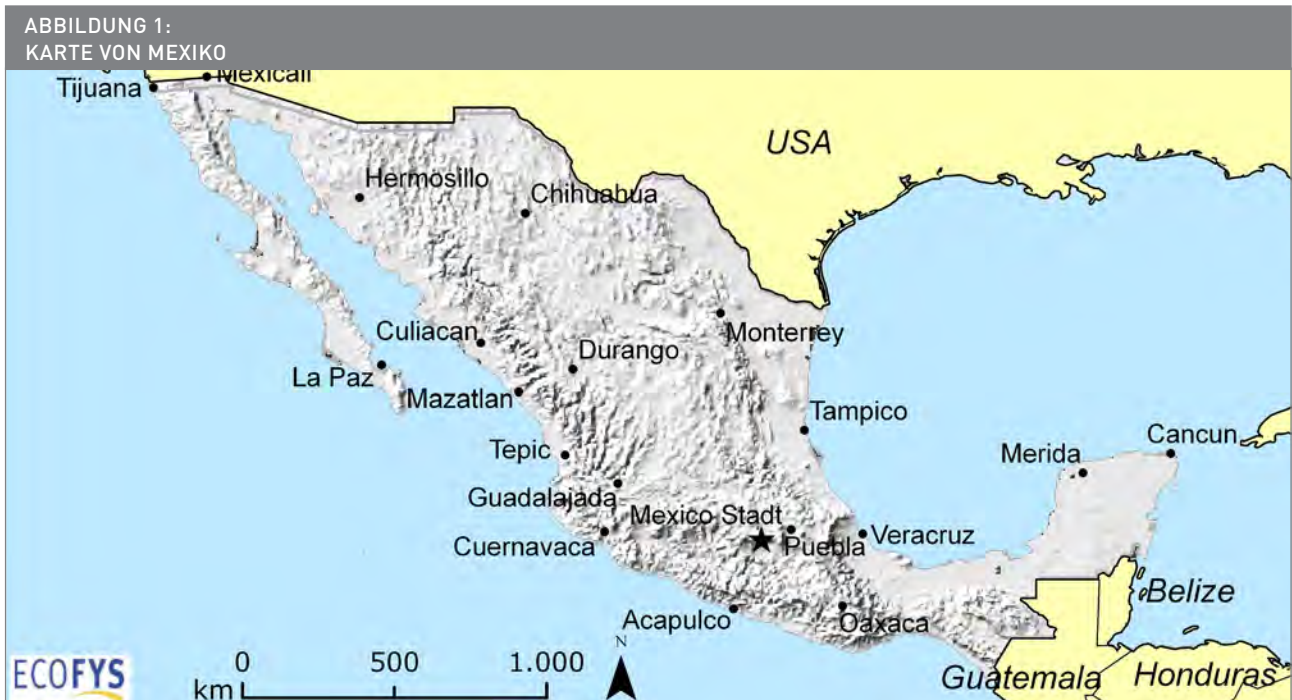 ABBILDUNG 1:
KARTE VON MEXIKO
Mexicali
Tijuana
USA
Hermosillo
Chihuahua
Monterrey
Culiacan
Durango
La Paz
Mazatlan
Tampico
Cancun
Merida
Tepic
Guadalajada
Mexico Stadt
Cuernavaca
Puebla
Veracruz
Belize
Acapulco
Oaxaca
N
Guatemala
Honduras
ECOFYS
0 500 1.000
km